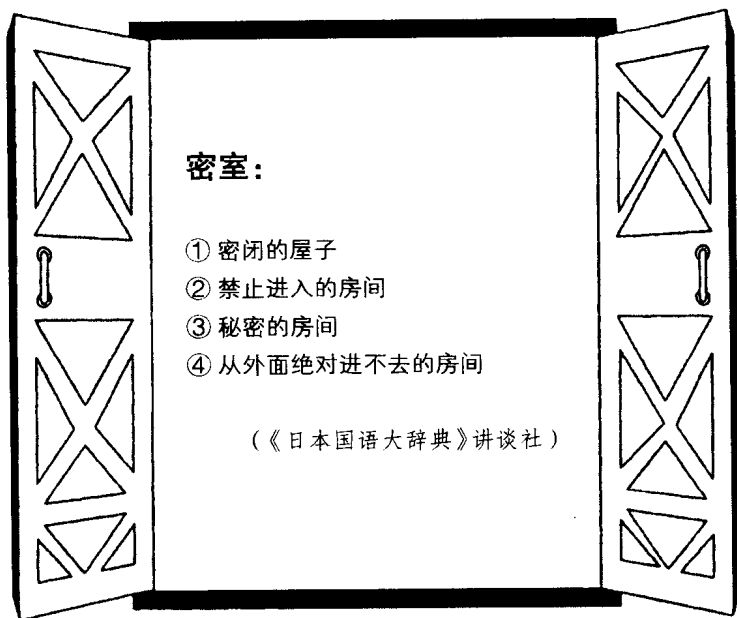 密室：
① 密闭的屋子
② 禁止进入的房间
③ 秘密的房间
④ 从外面绝对进不去的房间
（《日本国语大辞典》讲谈社）